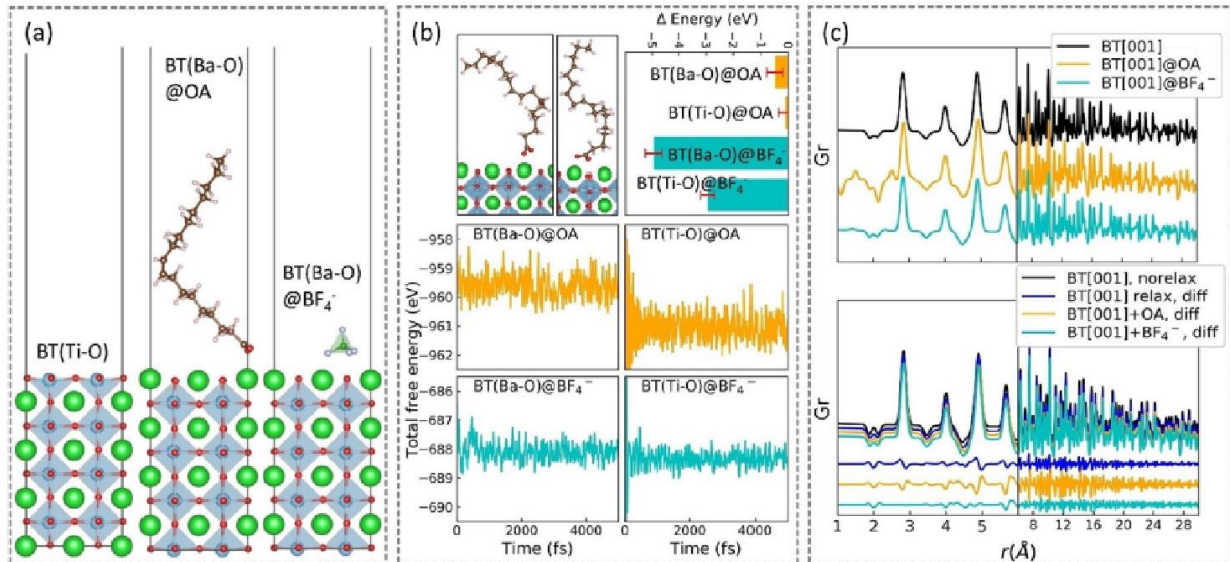 (a)
BT(Ba-O)
@OA
BT(Ba-O)
@BF₄⁻
BT(Ti-O)
(b)
Δ Energy (eV)
−5 −4 −3 −2 −1 0
BT(Ba-O)@OA
BT(Ti-O)@OA
BT(Ba-O)@BF₄⁻
BT(Ti-O)@BF₄⁻
Total free energy (eV)
BT(Ba-O)@OA
BT(Ti-O)@OA
−958
−959
−960
−961
−962
BT(Ba-O)@BF₄⁻
BT(Ti-O)@BF₄⁻
−686
−687
−688
−689
−690
0 2000 4000
0 2000 4000
Time (fs)
Time (fs)
(c)
BT[001]
BT[001]@OA
BT[001]@BF₄⁻
Gr
BT[001], norelax
BT[001] relax, diff
BT[001]+OA, diff
BT[001]+BF₄⁻, diff
Gr
1 2 3 4 5 8 12 16 20 24 28
r(Å)